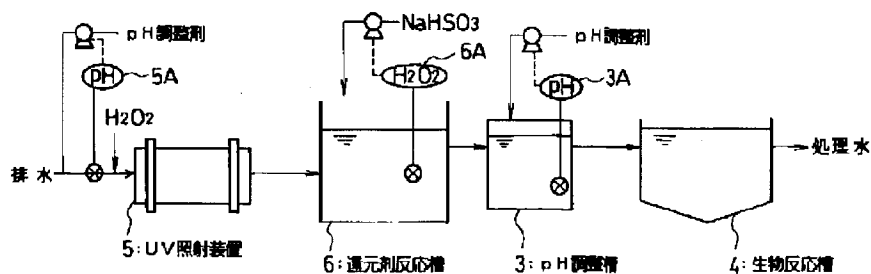 pH調整剤
pH
5A
H2O2
排水
5:UV照射装置
NaHSO3
6A
H2O2
6:還元剤反応槽
pH調整剤
pH
3A
3:pH調整槽
処理水
4:生物反応槽